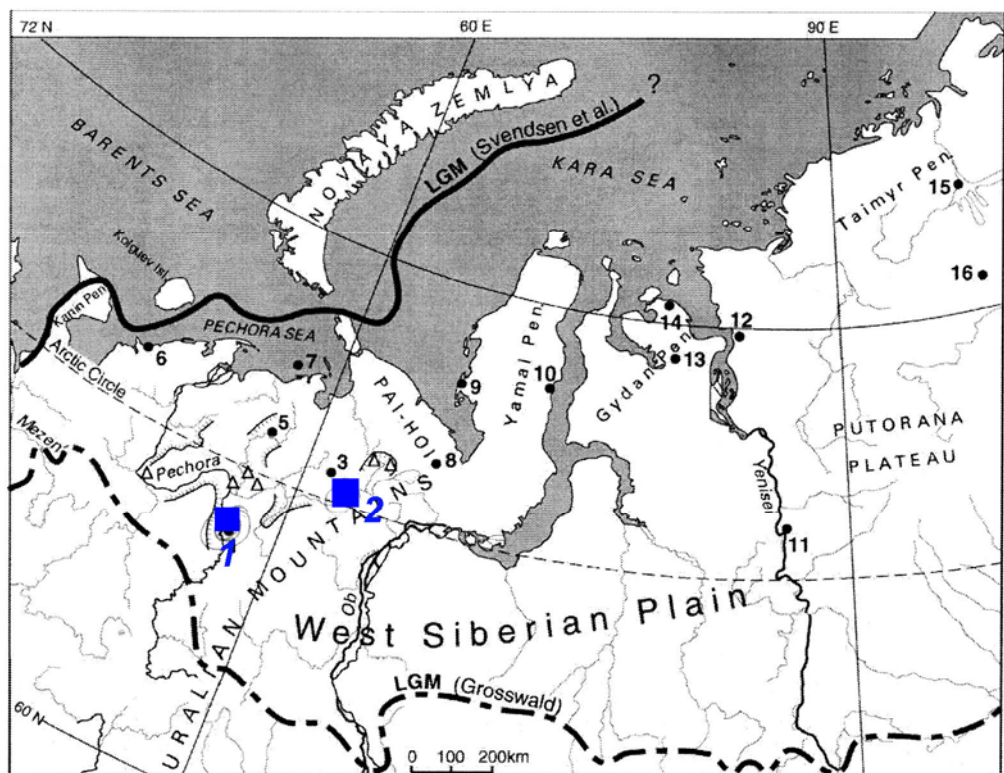 72 N
60 E
90 E
BARENTS SEA
NOVAYA ZEMLYA
LGM (Svendsen et al.)
?
KARA SEA
Taimyr Pen.
15
16
Kolguev Isl.
Kanin Pen.
PECHORA SEA
6
7
Arctic Circle
Mezen
PAI-HOI
9
Yamal Pen.
10
Gydan Pen.
14
13
12
5
Pechora
3
8
2
1
PUTORANA
PLATEAU
Yenisei
11
URALIAN MOUNTAINS
Ob
West Siberian Plain
LGM (Grosswald)
60 N
0 100 200km